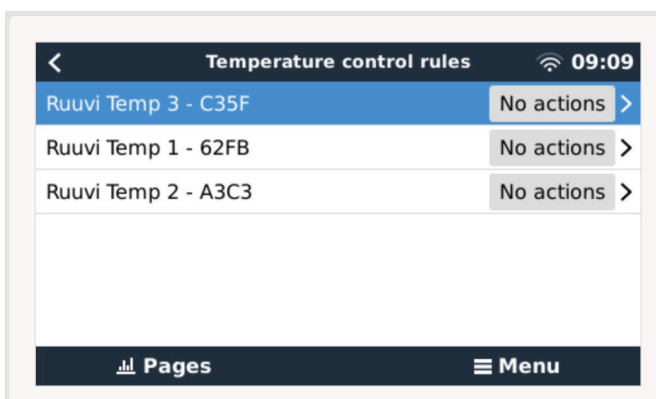 Temperature control rules 09:09
Ruuvi Temp 3 - C35F No actions
Ruuvi Temp 1 - 62FB No actions
Ruuvi Temp 2 - A3C3 No actions
Pages Menu